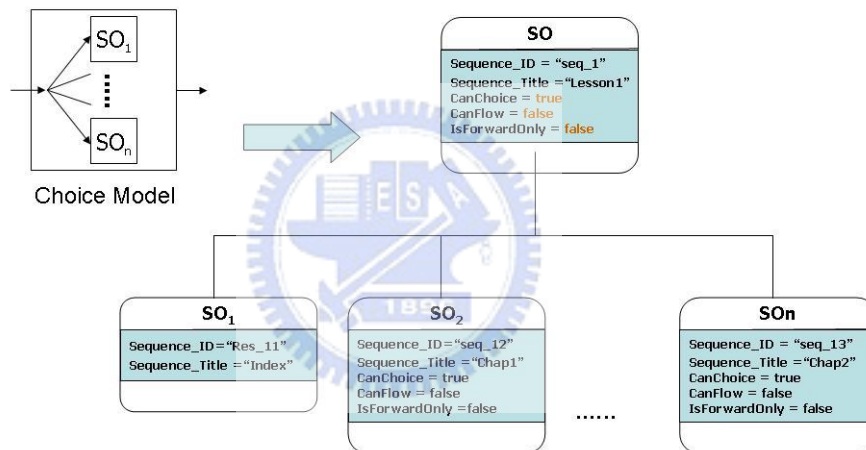 SO1
SOn
Choice Model
SO
Sequence_ID = “seq_1”
Sequence_Title =“Lesson1”
CanChoice = true
CanFlow = false
IsForwardOnly = false
E S A
1896
SO1
Sequence_ID=“Res_11”
Sequence_Title =“Index”
SO2
Sequence_ID=“seq_12”
Sequence_Title =“Chap1”
CanChoice = true
CanFlow = false
IsForwardOnly =false
......
SOn
Sequence_ID = “seq_13”
Sequence_Title =“Chap2”
CanChoice = true
CanFlow = false
IsForwardOnly = false